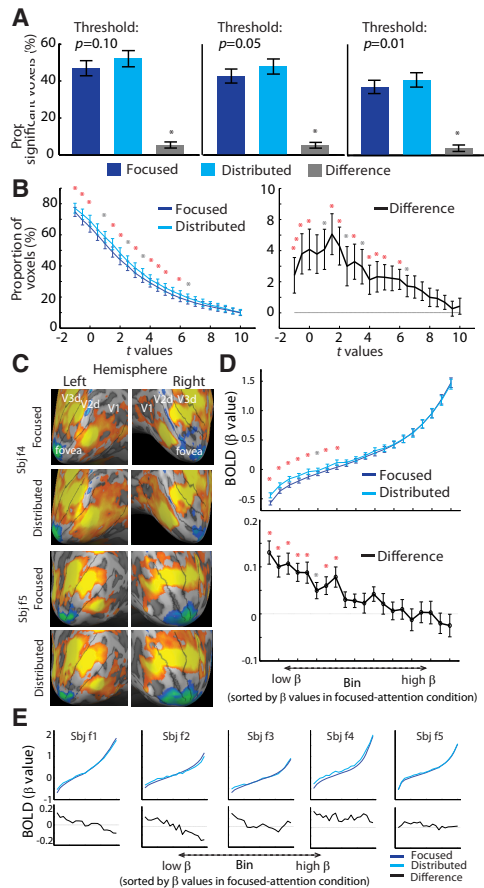 A
Threshold:
p=0.10
Threshold:
p=0.05
Threshold:
p=0.01
significant voxels (%)
60
40
20
0
*
*
*
Focused
Distributed
Difference
B
Proportion of
voxels (%)
80
60
40
20
0
Focused
Distributed
-2 0 2 4 6 8 10
t values
10
8
6
4
2
0
Difference
-2 0 2 4 6 8 10
t values
C
Hemisphere
Left
Right
Sbj f4
Focused
V3d
V2d
V1
fovea
V1
V2d
V3d
fovea
Distributed
Sbj f5
Focused
Distributed
D
BOLD (β value)
1.5
1.0
0.5
0
-0.5
Focused
Distributed
0.2
0.1
0
-0.1
Difference
low β
Bin
high β
(sorted by β values in focused-attention condition)
E
Sbj f1
Sbj f2
Sbj f3
Sbj f4
Sbj f5
BOLD (β value)
2
1
0
-1
0.2
0
-0.2
low β
Bin
high β
(sorted by β values in focused-attention condition)
Focused
Distributed
Difference